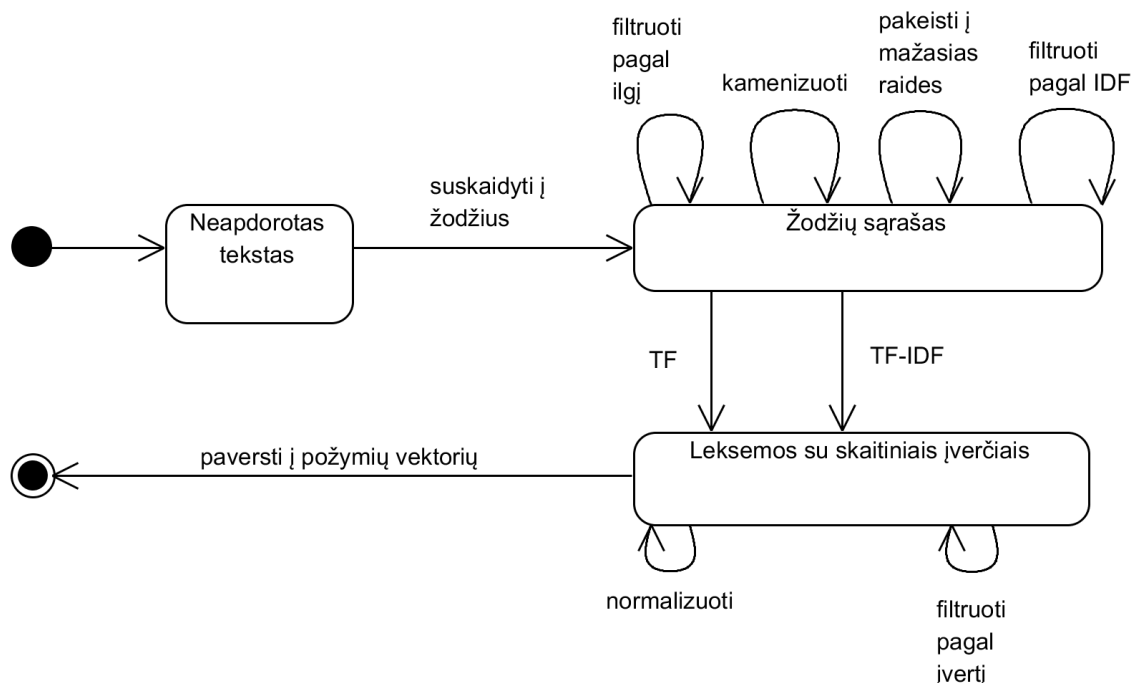 filtruoti
pagal
ilgį
kamenizuoti
pakeisti į
mažąsias
raides
filtruoti
pagal IDF
suskaidyti į
žodžius
Neapdorotas
tekstas
Žodžių sąrašas
TF
TF-IDF
paversti į požymių vektorių
Leksemos su skaitiniais įverčiais
normalizuoti
filtruoti
pagal
įvertį